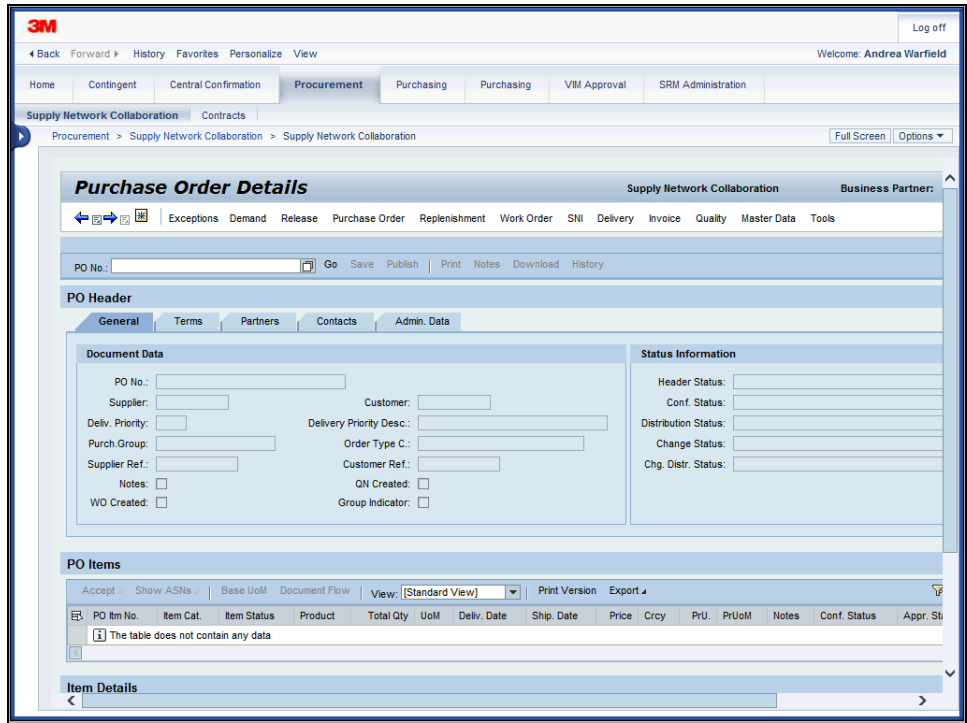 3M
Log off
Back Forward History Favorites Personalize View Welcome: Andrea Warfield
Home Contingent Central Confirmation Procurement Purchasing Purchasing VIM Approval SRM Administration
Supply Network Collaboration Contracts
Procurement > Supply Network Collaboration > Supply Network Collaboration Full Screen Options
Purchase Order Details Supply Network Collaboration Business Partner:
Exceptions Demand Release Purchase Order Replenishment Work Order SNI Delivery Invoice Quality Master Data Tools
PO No.: Go Save Publish Print Notes Download History
PO Header
General Terms Partners Contacts Admin. Data
Document Data Status Information
PO No.: Header Status:
Supplier: Customer: Conf. Status:
Deliv. Priority: Delivery Priority Desc.: Distribution Status:
Purch.Group: Order Type C.: Change Status:
Supplier Ref.: Customer Ref.: Chg. Distr. Status:
Notes: QN Created:
WO Created: Group Indicator:
PO Items
Accept Show ASNs Base UoM Document Flow View: [Standard View] Print Version Export
PO Itm No. Item Cat. Item Status Product Total Qty UoM Deliv. Date Ship. Date Price Crcy PrU. PrUoM Notes Conf. Status Appr. Sta
The table does not contain any data
Item Details